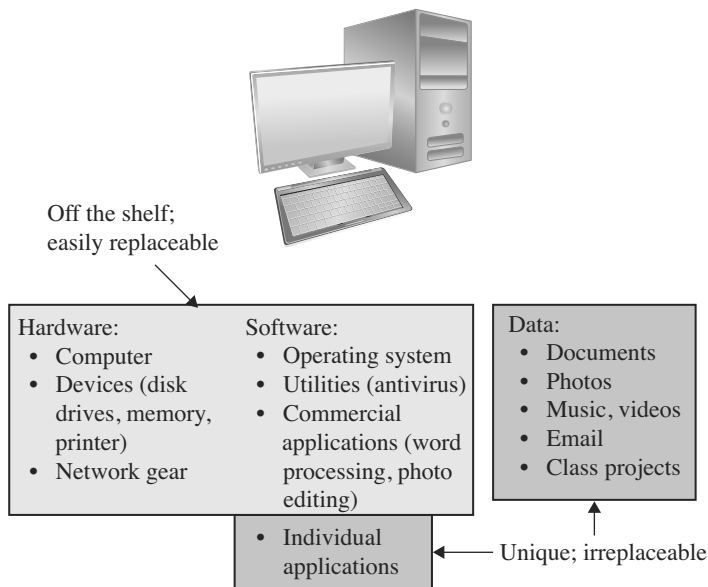 Off the shelf;
easily replaceable
Hardware:
• Computer
• Devices (disk
drives, memory,
printer)
• Network gear
Software:
• Operating system
• Utilities (antivirus)
• Commercial
applications (word
processing, photo
editing)
• Individual
applications
Data:
• Documents
• Photos
• Music, videos
• Email
• Class projects
Unique; irreplaceable